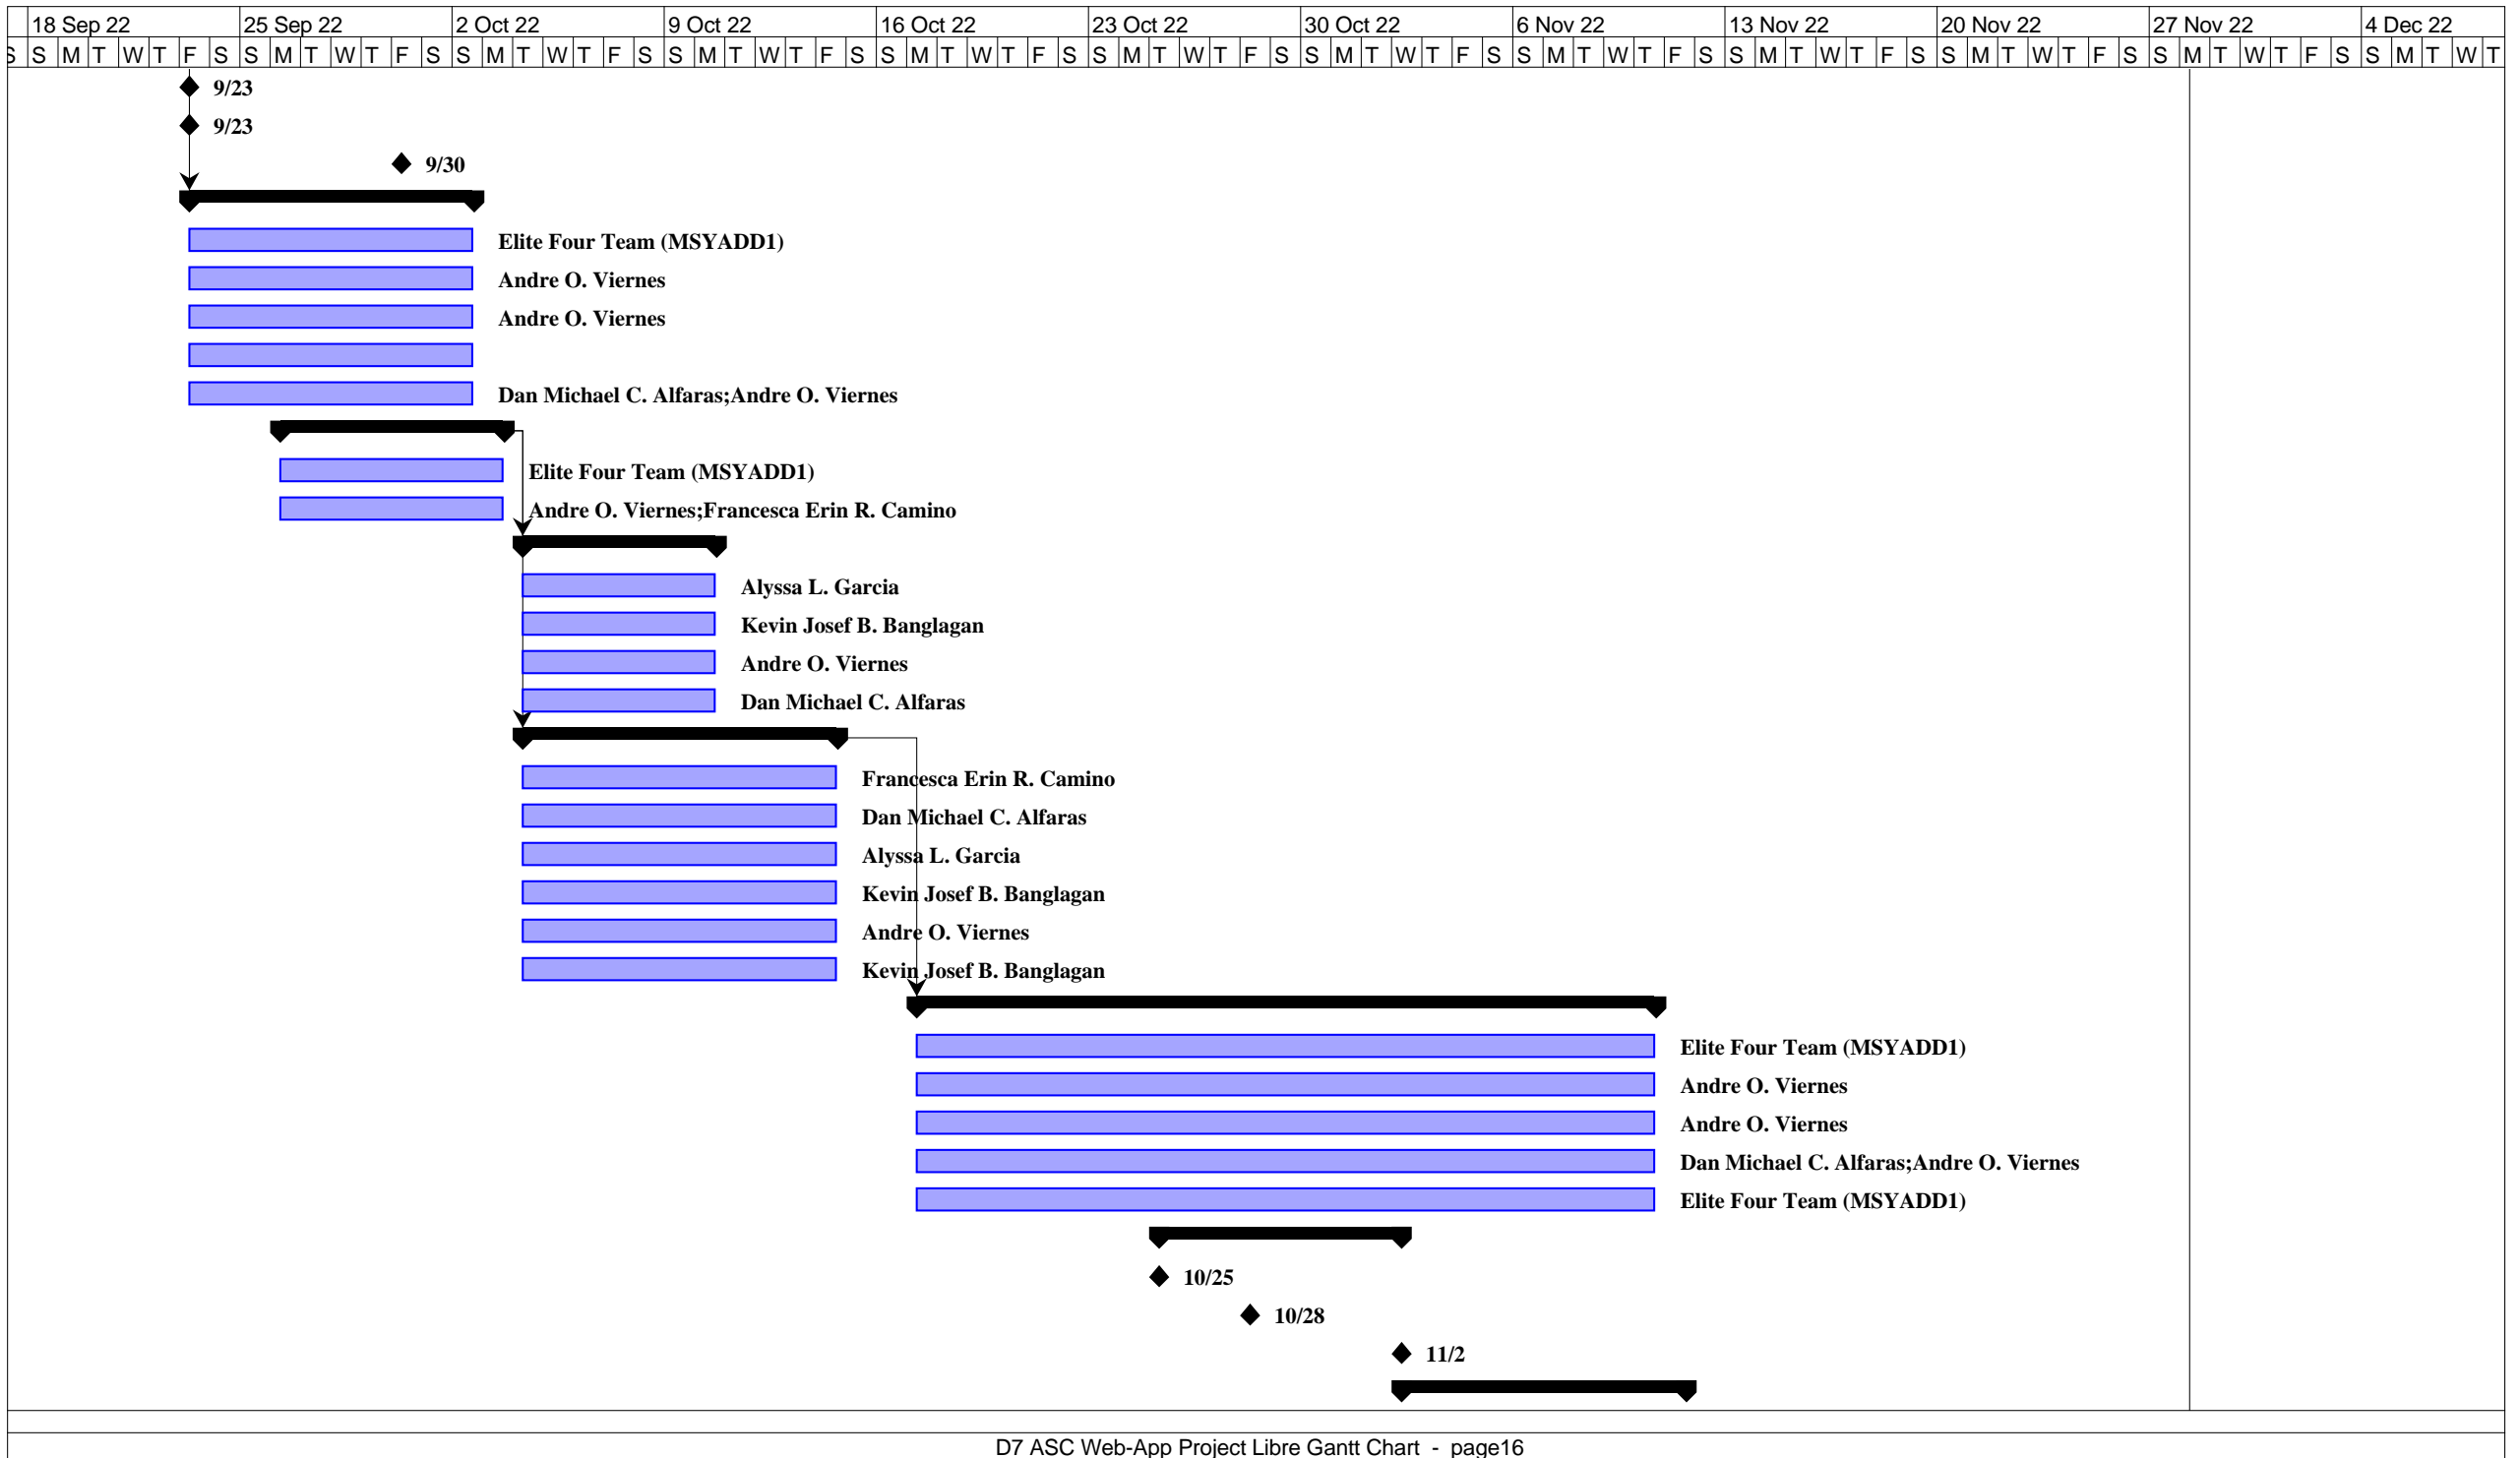 18 Sep 22 25 Sep 22 2 Oct 22 9 Oct 22 16 Oct 22 23 Oct 22 30 Oct 22 6 Nov 22 13 Nov 22 20 Nov 22 27 Nov 22 4 Dec 22
S S M T W T F S S M T W T F S S M T W T F S S M T W T F S S M T W T F S S M T W T F S S M T W T F S S M T W T F S S M T W T F S S M T W T F S S M T W T F S S M T W T
9/23
9/23
9/30
Elite Four Team (MSYADD1)
Andre O. Viernes
Andre O. Viernes
Dan Michael C. Alfaras;Andre O. Viernes
Elite Four Team (MSYADD1)
Andre O. Viernes;Francesca Erin R. Camino
Alyssa L. Garcia
Kevin Josef B. Banglagan
Andre O. Viernes
Dan Michael C. Alfaras
Francesca Erin R. Camino
Dan Michael C. Alfaras
Alyssa L. Garcia
Kevin Josef B. Banglagan
Andre O. Viernes
Kevin Josef B. Banglagan
Elite Four Team (MSYADD1)
Andre O. Viernes
Andre O. Viernes
Dan Michael C. Alfaras;Andre O. Viernes
Elite Four Team (MSYADD1)
10/25
10/28
11/2
D7 ASC Web-App Project Libre Gantt Chart - page16